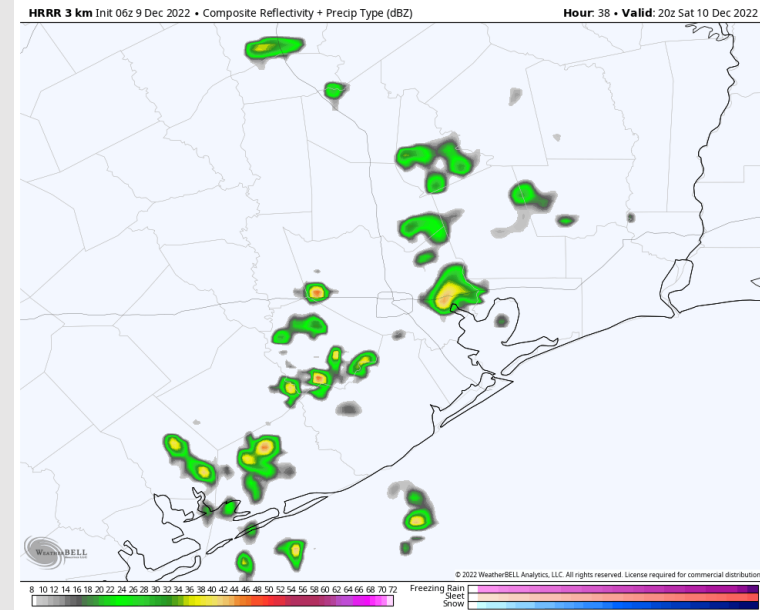 HRRR 3 km Init 06z 9 Dec 2022 • Composite Reflectivity + Precip Type (dBZ) Hour: 38 • Valid: 20z Sat 10 Dec 2022
WEATHERBELL
© 2022 WeatherBELL Analytics, LLC. All rights reserved. License required for commercial distribution
8 10 12 14 16 18 20 22 24 26 28 30 32 34 36 38 40 42 44 46 48 50 52 54 56 58 60 62 64 66 68 70 72
Freezing Rain
Sleet
Snow